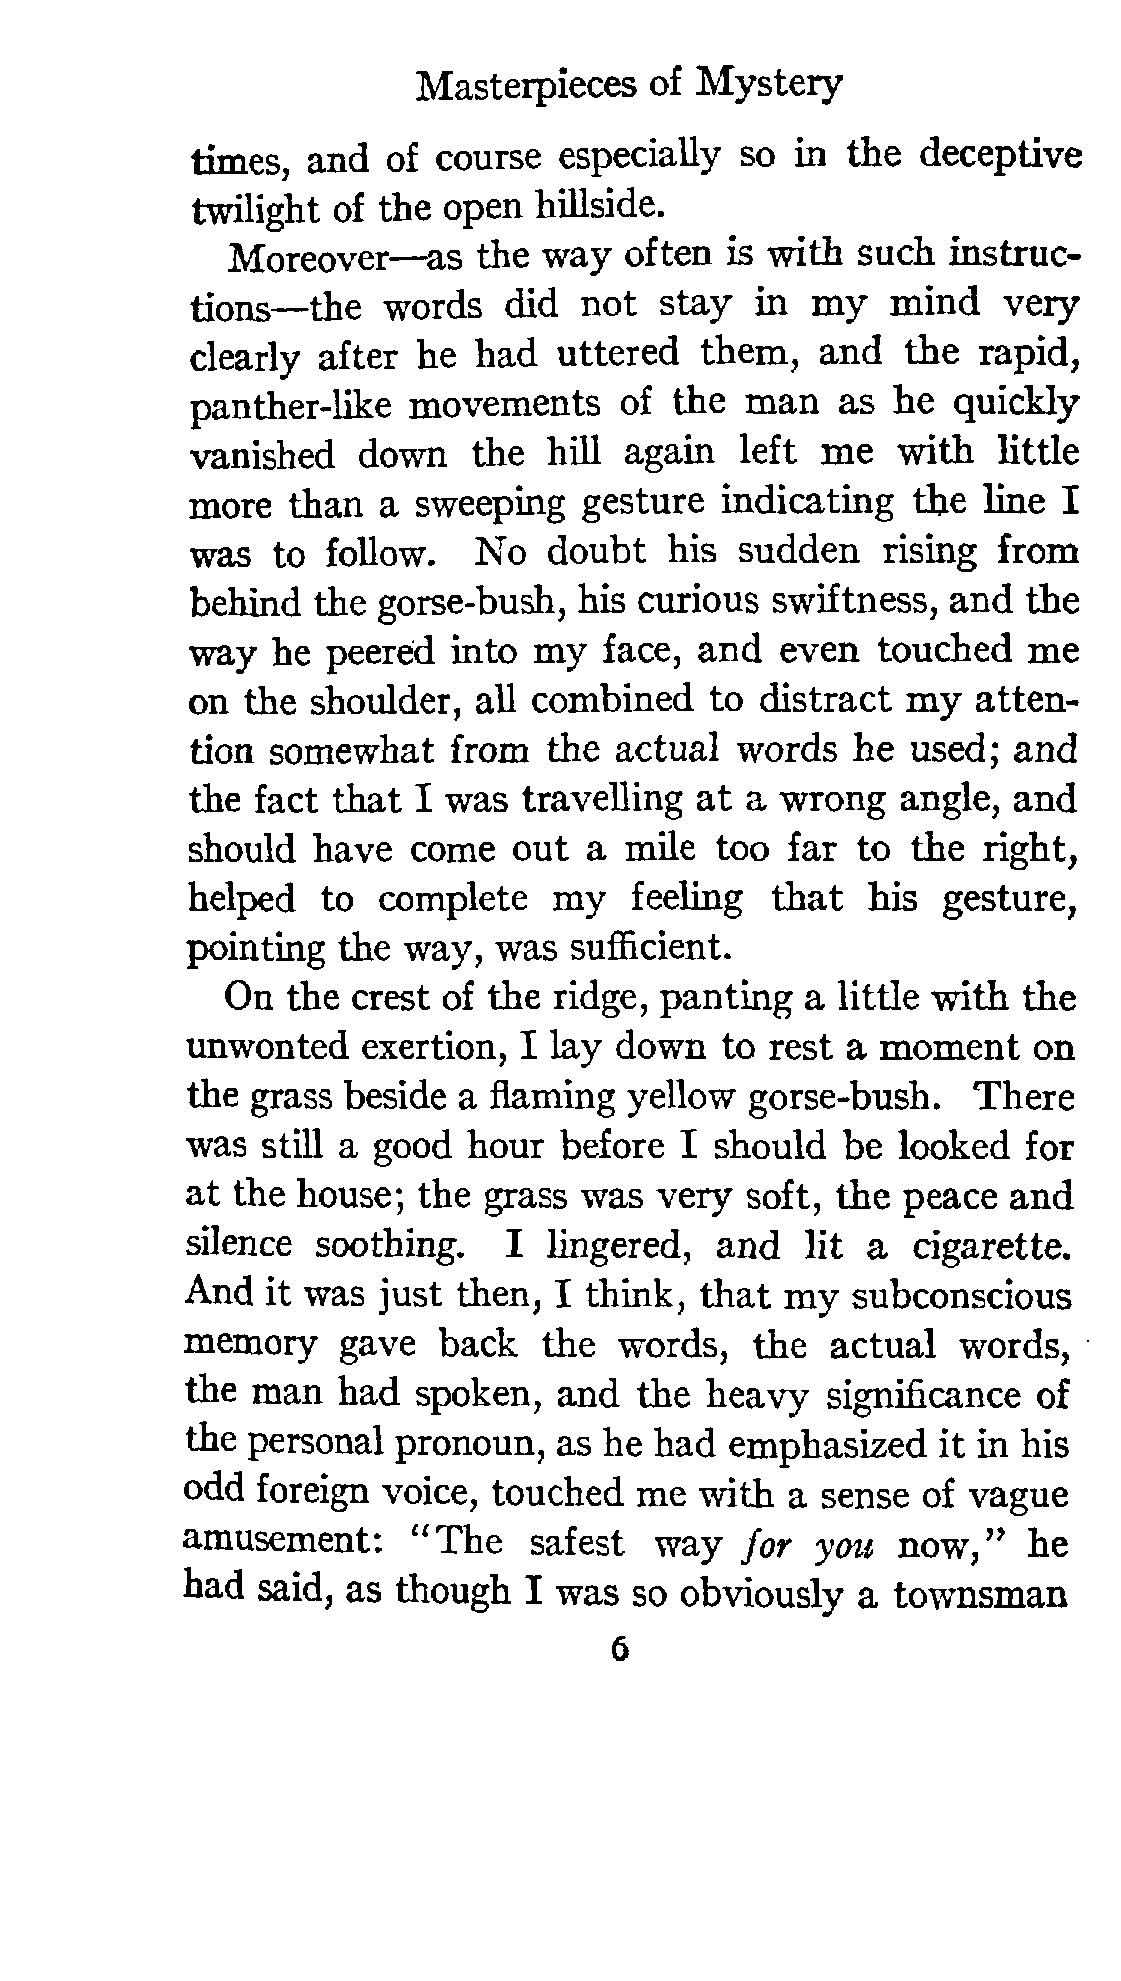 Masterpieces of Mystery
times, and of course especially so in the deceptive
twilight of the open hillside.
Moreover—as the way often is with such instruc-
tions—the words did not stay in my mind very
clearly after he had uttered them, and the rapid,
panther-like movements of the man as he quickly
vanished down the hill again left me with little
more than a sweeping gesture indicating the line I
was to follow. No doubt his sudden rising from
behind the gorse-bush, his curious swiftness, and the
way he peered into my face, and even touched me
on the shoulder, all combined to distract my atten-
tion somewhat from the actual words he used; and
the fact that I was travelling at a wrong angle, and
should have come out a mile too far to the right,
helped to complete my feeling that his gesture,
pointing the way, was sufficient.
On the crest of the ridge, panting a little with the
unwonted exertion, I lay down to rest a moment on
the grass beside a flaming yellow gorse-bush. There
was still a good hour before I should be looked for
at the house; the grass was very soft, the peace and
silence soothing. I lingered, and lit a cigarette.
And it was just then, I think, that my subconscious
memory gave back the words, the actual words,
the man had spoken, and the heavy significance of
the personal pronoun, as he had emphasized it in his
odd foreign voice, touched me with a sense of vague
amusement: "The safest way for you now," he
had said, as though I was so obviously a townsman
6